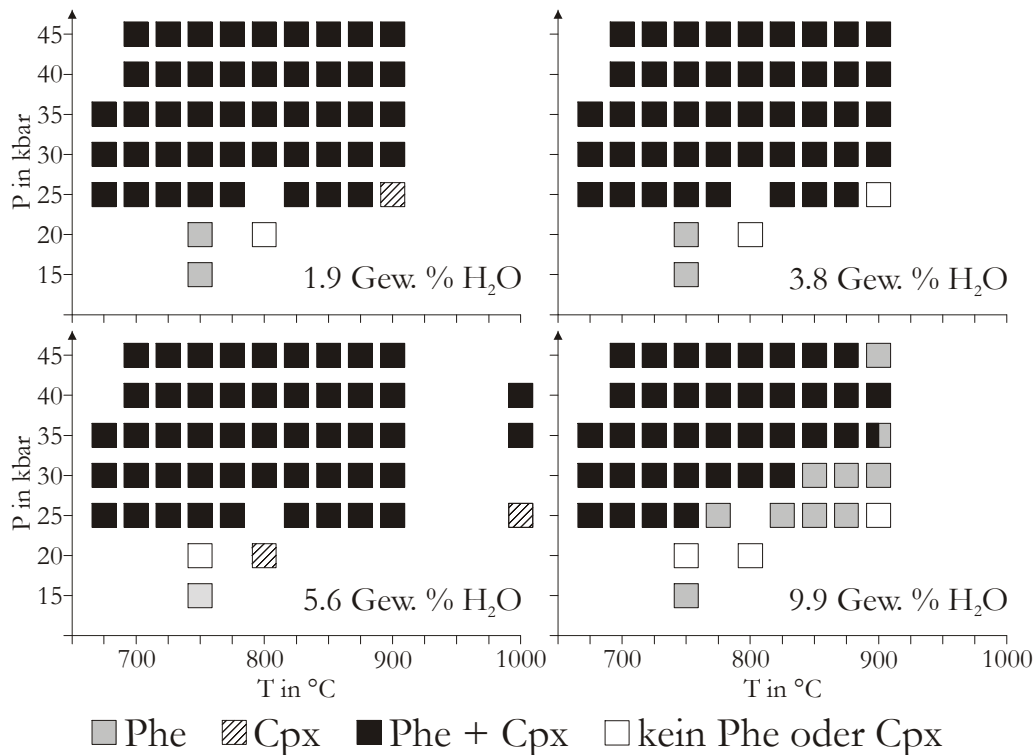 P in kbar
45
40
35
30
25
20
15
1.9 Gew. % H₂O
3.8 Gew. % H₂O
P in kbar
45
40
35
30
25
20
15
5.6 Gew. % H₂O
9.9 Gew. % H₂O
700 800 900 1000
700 800 900 1000
T in °C
T in °C
Phe Cpx Phe + Cpx kein Phe oder Cpx